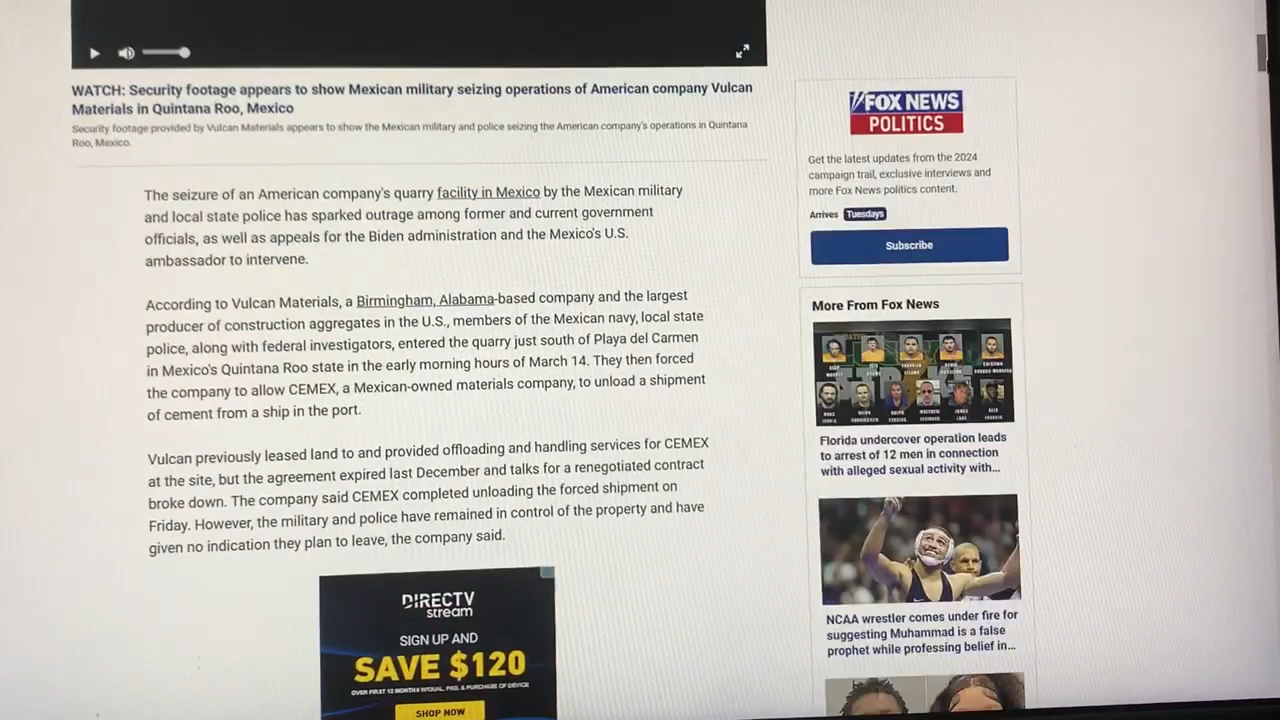 WATCH: Security footage appears to show Mexican military seizing operations of American company Vulcan
Materials in Quintana Roo, Mexico
Security footage provided by Vulcan Materials appears to show the Mexican military and police seizing the American company's operations in Quintana
Roo, Mexico.
The seizure of an American company's quarry facility in Mexico by the Mexican military
and local state police has sparked outrage among former and current government
officials, as well as appeals for the Biden administration and the Mexico's U.S.
ambassador to intervene.
According to Vulcan Materials, a Birmingham, Alabama-based company and the largest
producer of construction aggregates in the U.S., members of the Mexican navy, local state
police, along with federal investigators, entered the quarry just south of Playa del Carmen
in Mexico's Quintana Roo state in the early morning hours of March 14. They then forced
the company to allow CEMEX, a Mexican-owned materials company, to unload a shipment
of cement from a ship in the port.
Vulcan previously leased land to and provided offloading and handling services for CEMEX
at the site, but the agreement expired last December and talks for a renegotiated contract
broke down. The company said CEMEX completed unloading the forced shipment on
Friday. However, the military and police have remained in control of the property and have
given no indication they plan to leave, the company said.
DIRECTV
stream
SIGN UP AND
SAVE $120
OVER FIRST 12 MONTHS W/QUAL. PKG. & PURCHASE OF DEVICE
SHOP NOW
FOX NEWS
POLITICS
Get the latest updates from the 2024
campaign trail, exclusive interviews and
more Fox News politics content.
Arrives Tuesdays
Subscribe
More From Fox News
Florida undercover operation leads
to arrest of 12 men in connection
with alleged sexual activity with...
NCAA wrestler comes under fire for
suggesting Muhammad is a false
prophet while professing belief in...